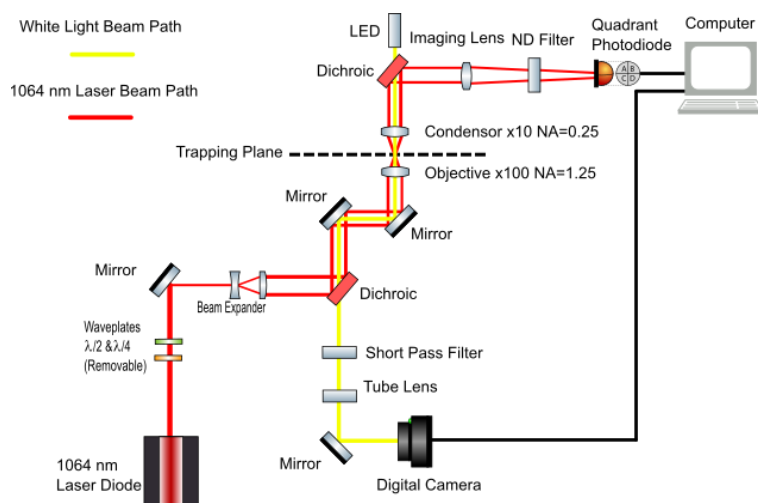 White Light Beam Path
1064 nm Laser Beam Path
LED
Imaging Lens
ND Filter
Quadrant
Photodiode
Computer
Dichroic
A B
C D
Condensor x10 NA=0.25
Trapping Plane
Objective x100 NA=1.25
Mirror
Mirror
Mirror
Beam Expander
Dichroic
Waveplates
λ/2 &λ/4
(Removable)
Short Pass Filter
Tube Lens
1064 nm
Laser Diode
Mirror
Digital Camera